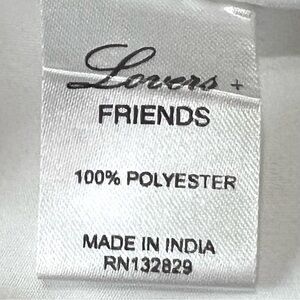 Lovers +
FRIENDS
100% POLYESTER
MADE IN INDIA
RN132829